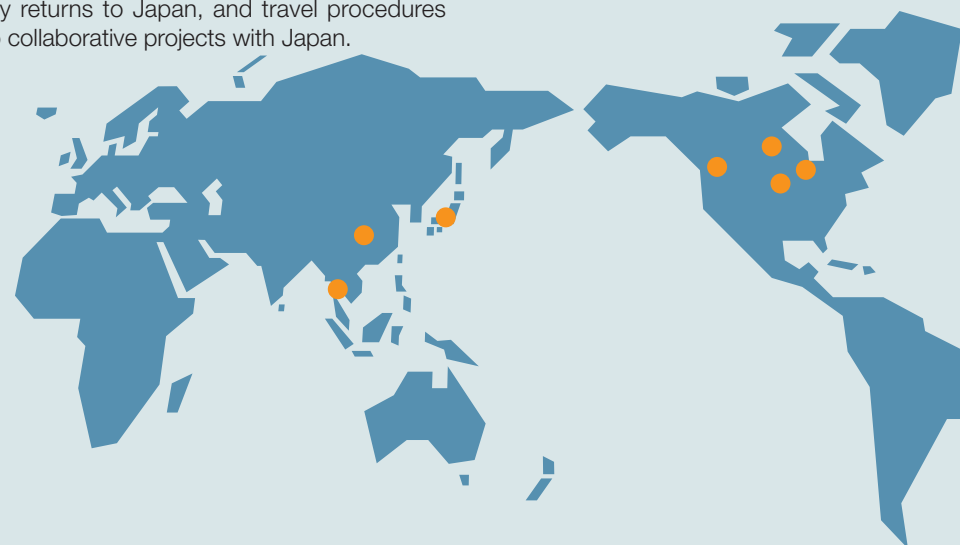 y returns to Japan, and travel procedures
collaborative projects with Japan.